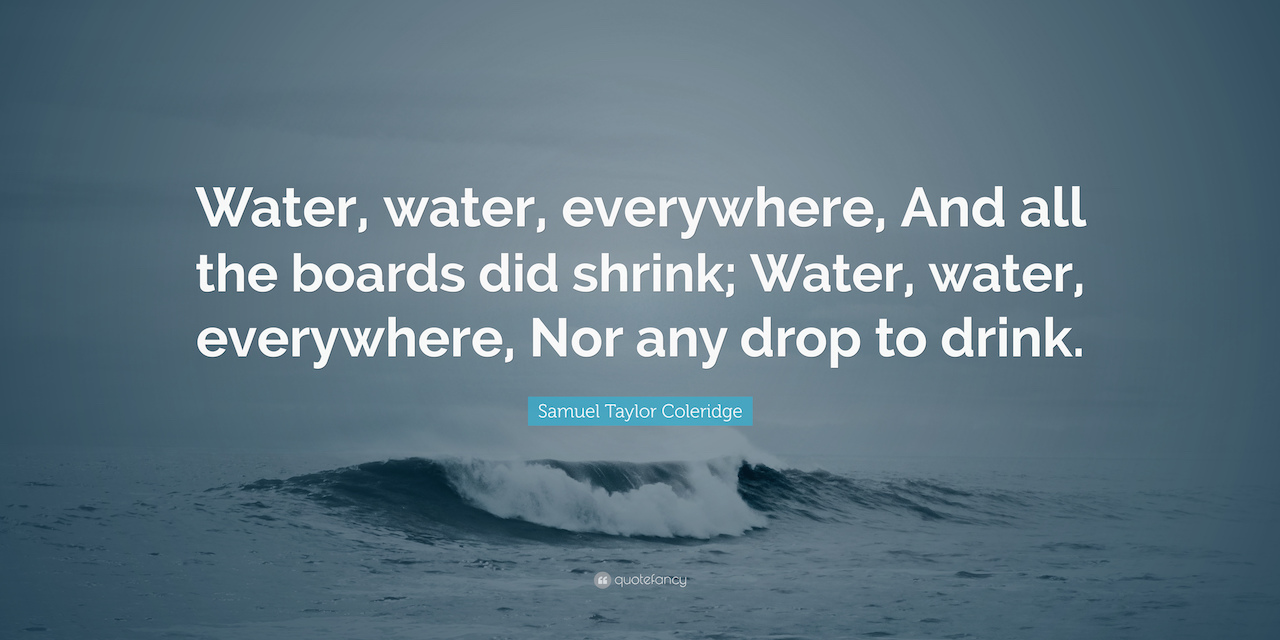 Water, water, everywhere, And all
the boards did shrink; Water, water,
everywhere, Nor any drop to drink.
Samuel Taylor Coleridge
quotefancy